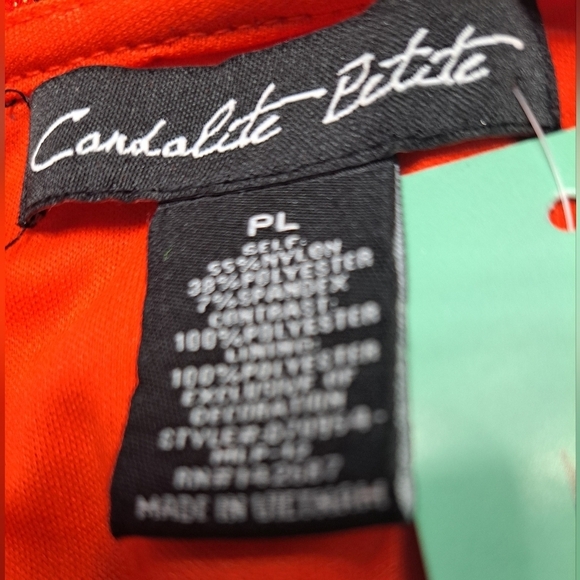 Candalite Petite
PL
SELF:
55%NYLON
38%POLYESTER
7%SPANDEX
CONTRAST:
100%POLYESTER
LINING:
100%POLYESTER
EXCLUSIVE OF
DECORATION
MADE IN VIETNAM